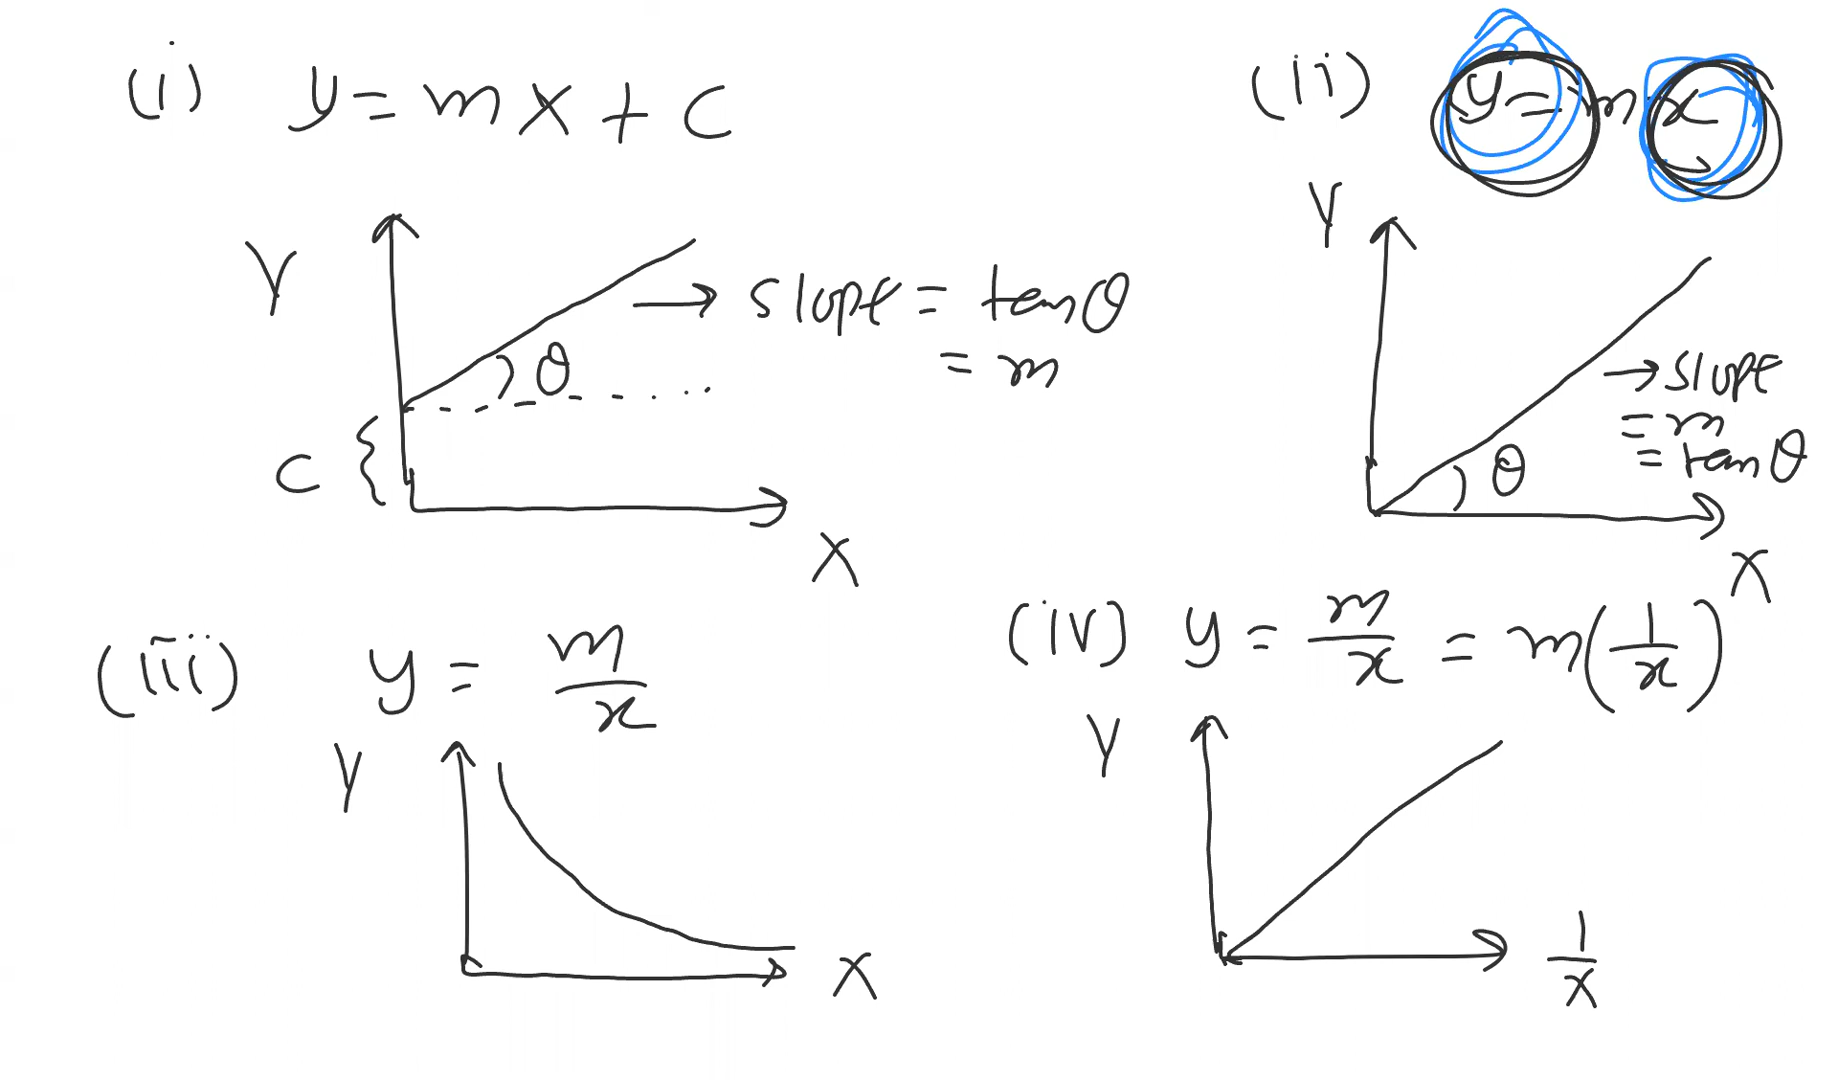 (i) y = mx + c
Y
slope = tanθ
= m
θ
C
X
(ii) y = mx
Y
slope
= m
= tanθ
θ
X
(iii) y = m/x
Y
X
(iv) y = m/x = m(1/x)
Y
1/x